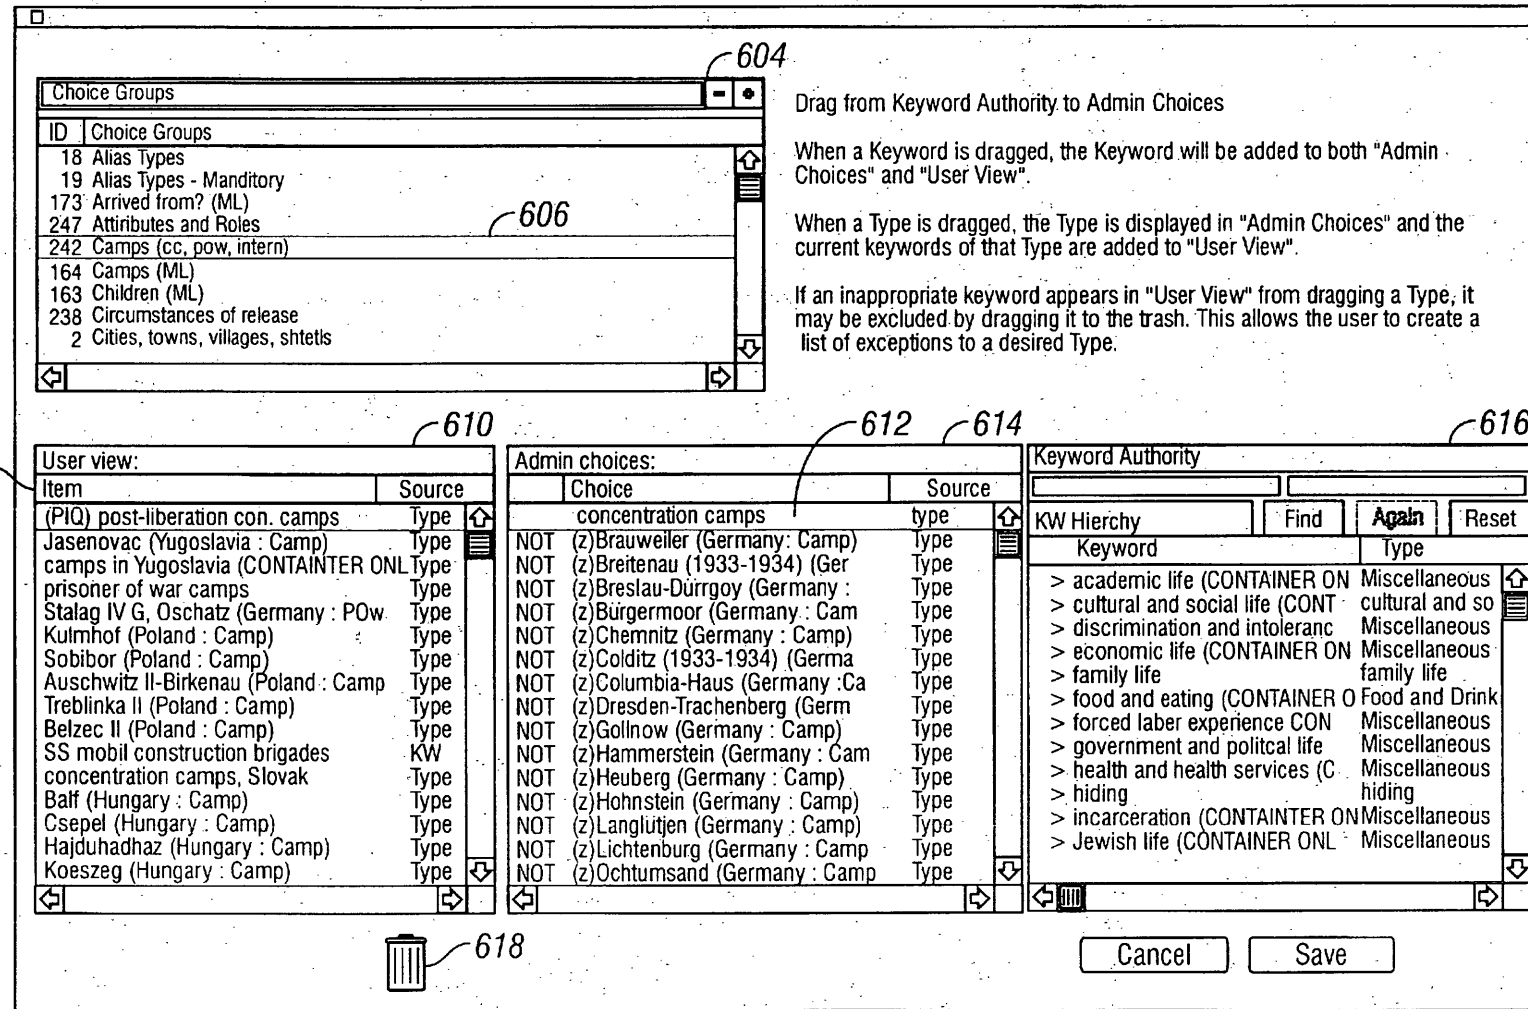 604
Choice Groups
ID Choice Groups
18 Alias Types
19 Alias Types - Manditory
173 Arrived from? (ML)
247 Attiributes and Roles
606
242 Camps (cc, pow, intern)
164 Camps (ML)
163 Children (ML)
238 Circumstances of release
2 Cities, towns, villages, shtetls
Drag from Keyword Authority to Admin Choices
When a Keyword is dragged, the Keyword will be added to both "Admin
Choices" and "User View".
When a Type is dragged, the Type is displayed in "Admin Choices" and the
current keywords of that Type are added to "User View".
If an inappropriate keyword appears in "User View" from dragging a Type, it
may be excluded by dragging it to the trash. This allows the user to create a
list of exceptions to a desired Type.
610
User view:
Item Source
(PIQ) post-liberation con. camps Type
Jasenovac (Yugoslavia : Camp) Type
camps in Yugoslavia (CONTAINTER ONL Type
prisoner of war camps Type
Stalag IV G, Oschatz (Germany : POw Type
Kulmhof (Poland : Camp) Type
Sobibor (Poland : Camp) Type
Auschwitz II-Birkenau (Poland : Camp Type
Treblinka II (Poland : Camp) Type
Belzec II (Poland : Camp) Type
SS mobil construction brigades KW
concentration camps, Slovak Type
Balf (Hungary : Camp) Type
Csepel (Hungary : Camp) Type
Hajduhadhaz (Hungary : Camp) Type
Koeszeg (Hungary : Camp) Type
612
614
Admin choices:
Choice Source
concentration camps type
NOT (z)Brauweiler (Germany: Camp) Type
NOT (z)Breitenau (1933-1934) (Ger Type
NOT (z)Breslau-Dürrgoy (Germany : Type
NOT (z)Bürgermoor (Germany : Cam Type
NOT (z)Chemnitz (Germany : Camp) Type
NOT (z)Colditz (1933-1934) (Germa Type
NOT (z)Columbia-Haus (Germany :Ca Type
NOT (z)Dresden-Trachenberg (Germ Type
NOT (z)Gollnow (Germany : Camp) Type
NOT (z)Hammerstein (Germany : Cam Type
NOT (z)Heuberg (Germany : Camp) Type
NOT (z)Hohnstein (Germany : Camp) Type
NOT (z)Langlütjen (Germany : Camp) Type
NOT (z)Lichtenburg (Germany : Camp Type
NOT (z)Ochtumsand (Germany : Camp Type
616
Keyword Authority
KW Hierchy Find Again Reset
Keyword Type
> academic life (CONTAINER ON Miscellaneous
> cultural and social life (CONT cultural and so
> discrimination and intoleranc Miscellaneous
> economic life (CONTAINER ON Miscellaneous
> family life family life
> food and eating (CONTAINER O Food and Drink
> forced laber experience CON Miscellaneous
> government and politcal life Miscellaneous
> health and health services (C Miscellaneous
> hiding hiding
> incarceration (CONTAINTER ON Miscellaneous
> Jewish life (CONTAINER ONL Miscellaneous
618
Cancel Save